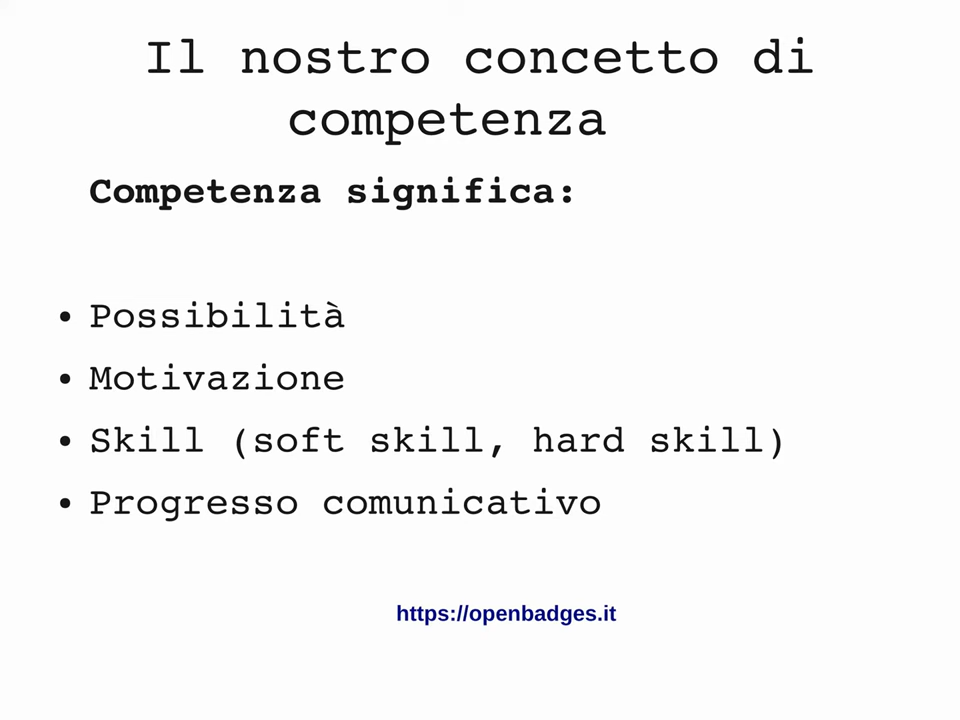 Il nostro concetto di
competenza
Competenza significa:
• Possibilità
• Motivazione
• Skill (soft skill, hard skill)
• Progresso comunicativo
https://openbadges.it